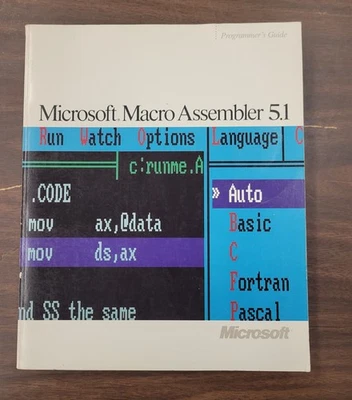 Programmer's Guide
Microsoft. Macro Assembler 5.1
Run Watch Options Language C
c:runme.A
.CODE
» Auto
mov ax,@data
Basic
mov ds,ax
C
Fortran
nd SS the same
Pascal
Microsoft